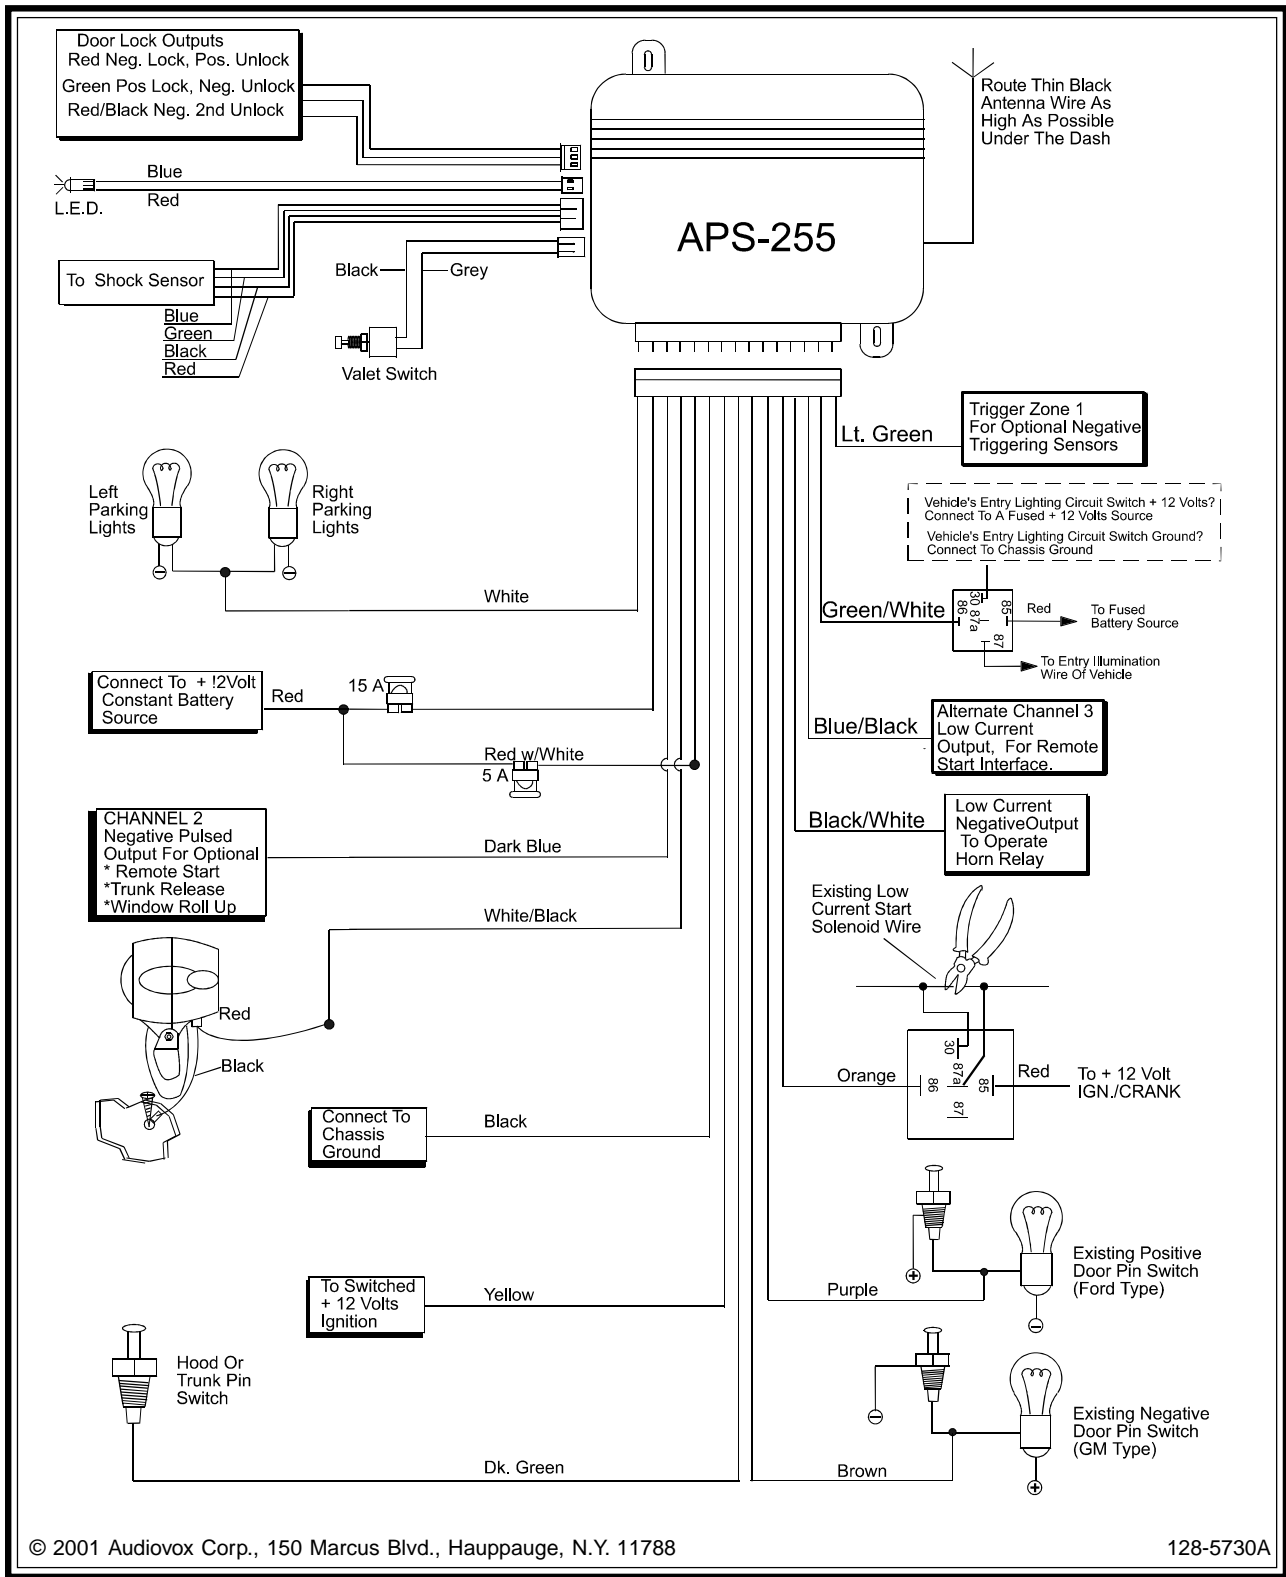 Door Lock Outputs
Red Neg. Lock, Pos. Unlock
Green Pos Lock, Neg. Unlock
Red/Black Neg. 2nd Unlock
Route Thin Black
Antenna Wire As
High As Possible
Under The Dash
Blue
Red
L.E.D.
APS-255
To Shock Sensor
Blue
Green
Black
Red
Black
Grey
Valet Switch
Lt. Green
Trigger Zone 1
For Optional Negative
Triggering Sensors
Left
Parking
Lights
Right
Parking
Lights
White
Vehicle's Entry Lighting Circuit Switch + 12 Volts?
Connect To A Fused + 12 Volts Source
Vehicle's Entry Lighting Circuit Switch Ground?
Connect To Chassis Ground
Green/White
86
30
87a
85
87
Red
To Fused
Battery Source
To Entry Illumination
Wire Of Vehicle
Connect To + !2Volt
Constant Battery
Source
Red
15 A
Red w/White
5 A
Blue/Black
Alternate Channel 3
Low Current
Output, For Remote
Start Interface.
CHANNEL 2
Negative Pulsed
Output For Optional
* Remote Start
*Trunk Release
*Window Roll Up
Dark Blue
Black/White
Low Current
NegativeOutput
To Operate
Horn Relay
White/Black
Existing Low
Current Start
Solenoid Wire
Red
Black
Orange
86
30
87a
85
87
Red
To + 12 Volt
IGN./CRANK
Connect To
Chassis
Ground
Black
Purple
Existing Positive
Door Pin Switch
(Ford Type)
To Switched
+ 12 Volts
Ignition
Yellow
Hood Or
Trunk Pin
Switch
Dk. Green
Brown
Existing Negative
Door Pin Switch
(GM Type)
© 2001 Audiovox Corp., 150 Marcus Blvd., Hauppauge, N.Y. 11788
128-5730A